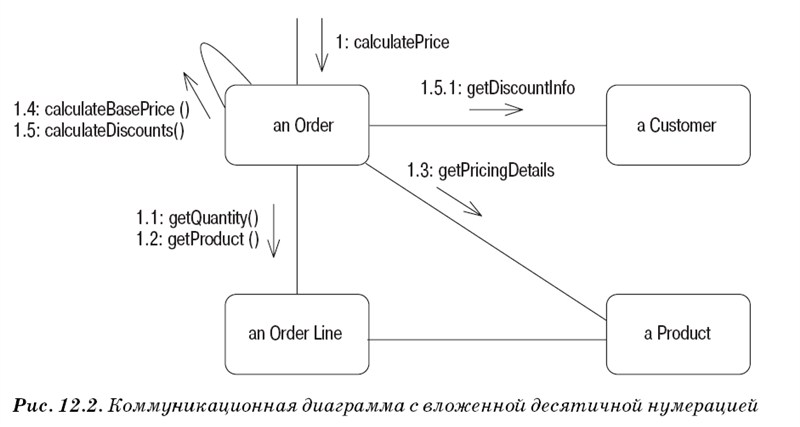 1: calculatePrice
1.5.1: getDiscountInfo
1.4: calculateBasePrice ()
1.5: calculateDiscounts()
an Order
a Customer
1.3: getPricingDetails
1.1: getQuantity()
1.2: getProduct ()
an Order Line
a Product
Рис. 12.2. Коммуникационная диаграмма с вложенной десятичной нумерацией